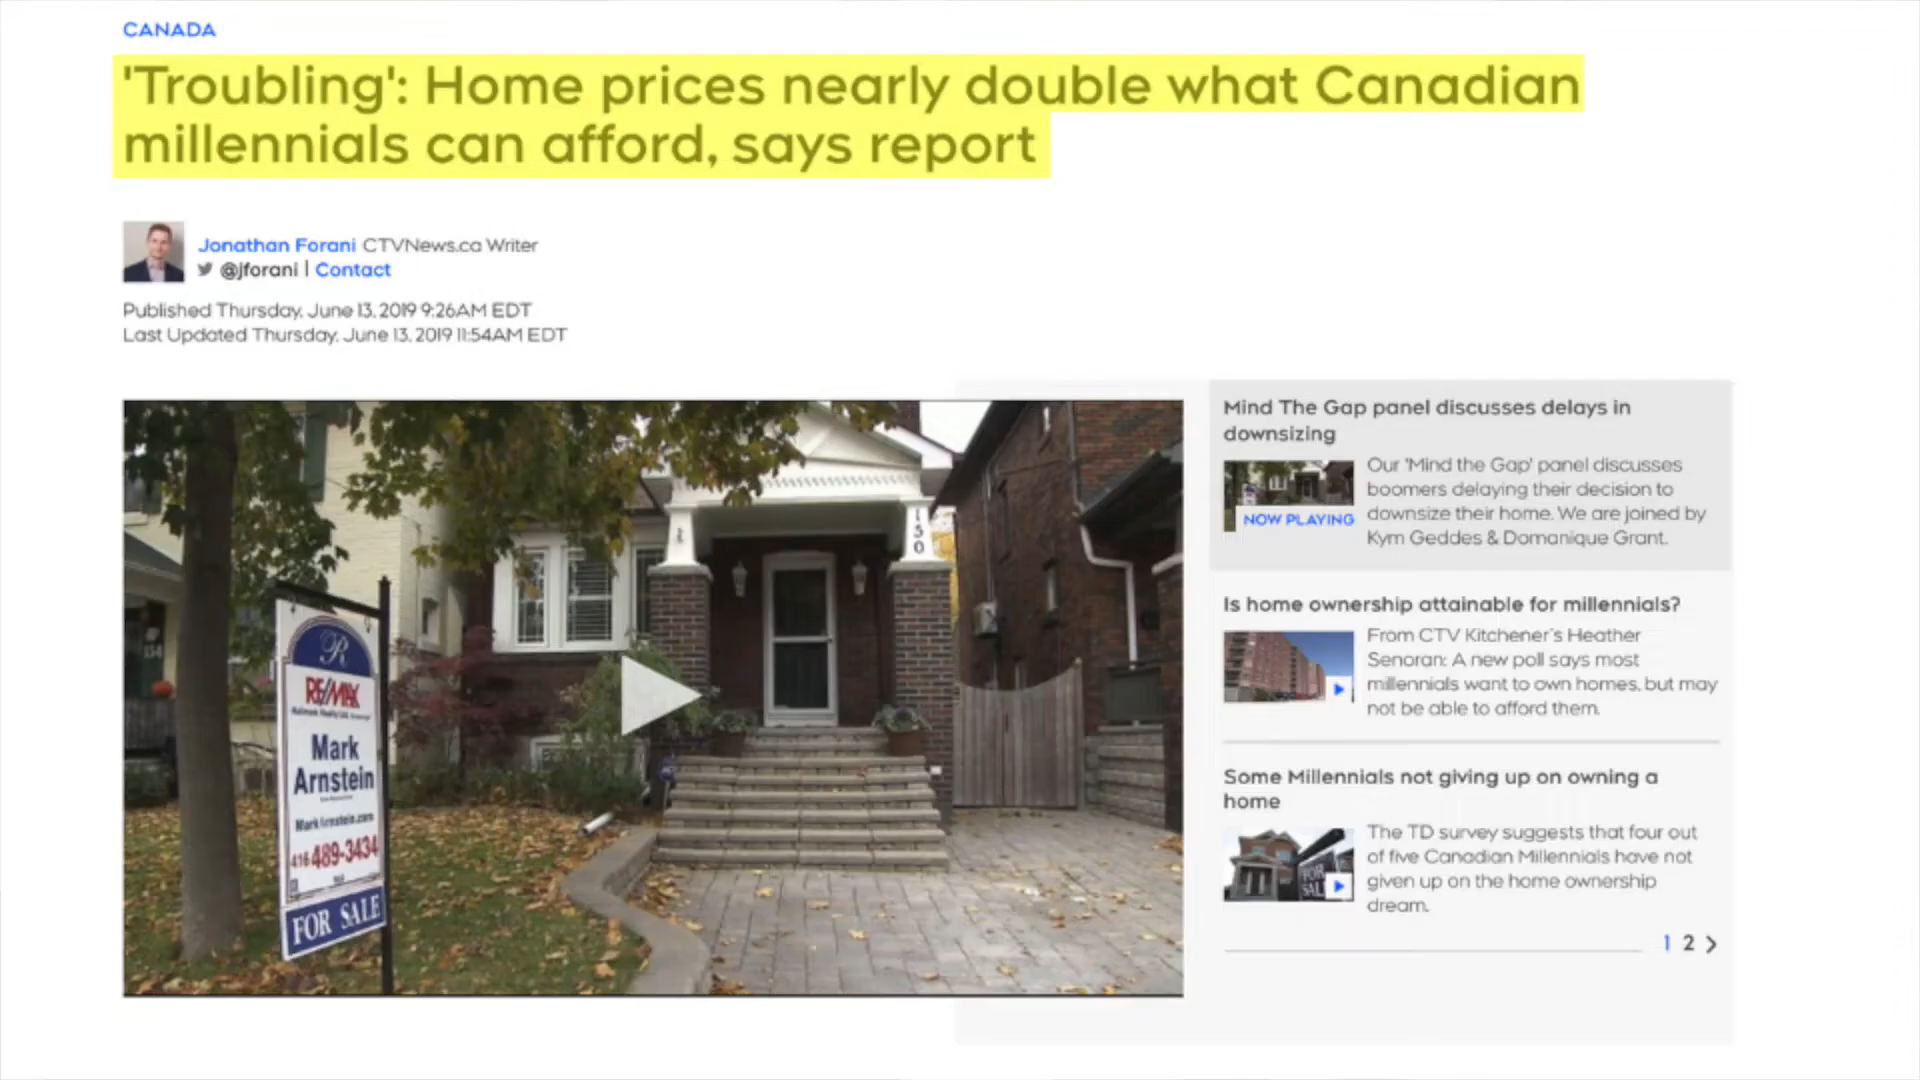 CANADA
'Troubling': Home prices nearly double what Canadian
millennials can afford, says report
Jonathan Forani CTVNews.ca Writer
@jforani | Contact
Published Thursday, June 13, 2019 9:26AM EDT
Last Updated Thursday, June 13, 2019 11:54AM EDT
150
154
R
RE/MAX
Mark
Arnstein
MarkArnstein.com
416 489-3434
FOR SALE
Mind The Gap panel discusses delays in
downsizing
Our 'Mind the Gap' panel discusses
boomers delaying their decision to
downsize their home. We are joined by
Kym Geddes & Domanique Grant.
NOW PLAYING
Is home ownership attainable for millennials?
From CTV Kitchener's Heather
Senoran: A new poll says most
millennials want to own homes, but may
not be able to afford them.
Some Millennials not giving up on owning a
home
The TD survey suggests that four out
of five Canadian Millennials have not
given up on the home ownership
dream.
FOR
SAL
1 2